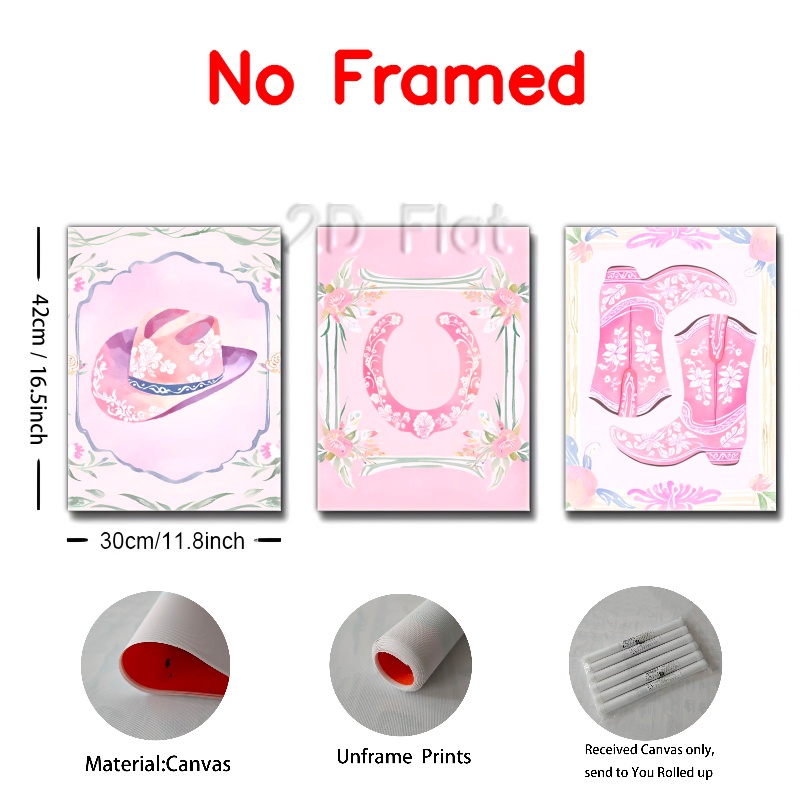 No Framed
2D Flat
42cm / 16.5inch
30cm/11.8inch
Material:Canvas
Unframe Prints
Received Canvas only,
send to You Rolled up